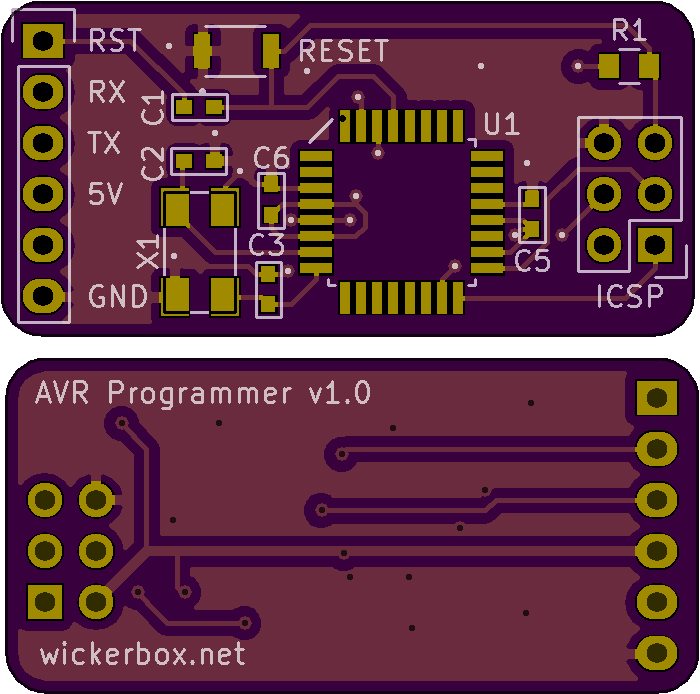 RST
RESET
R1
RX
C1
U1
TX
C2
C6
5V
X1
C3
C5
GND
ICSP
AVR Programmer v1.0
wickerbox.net